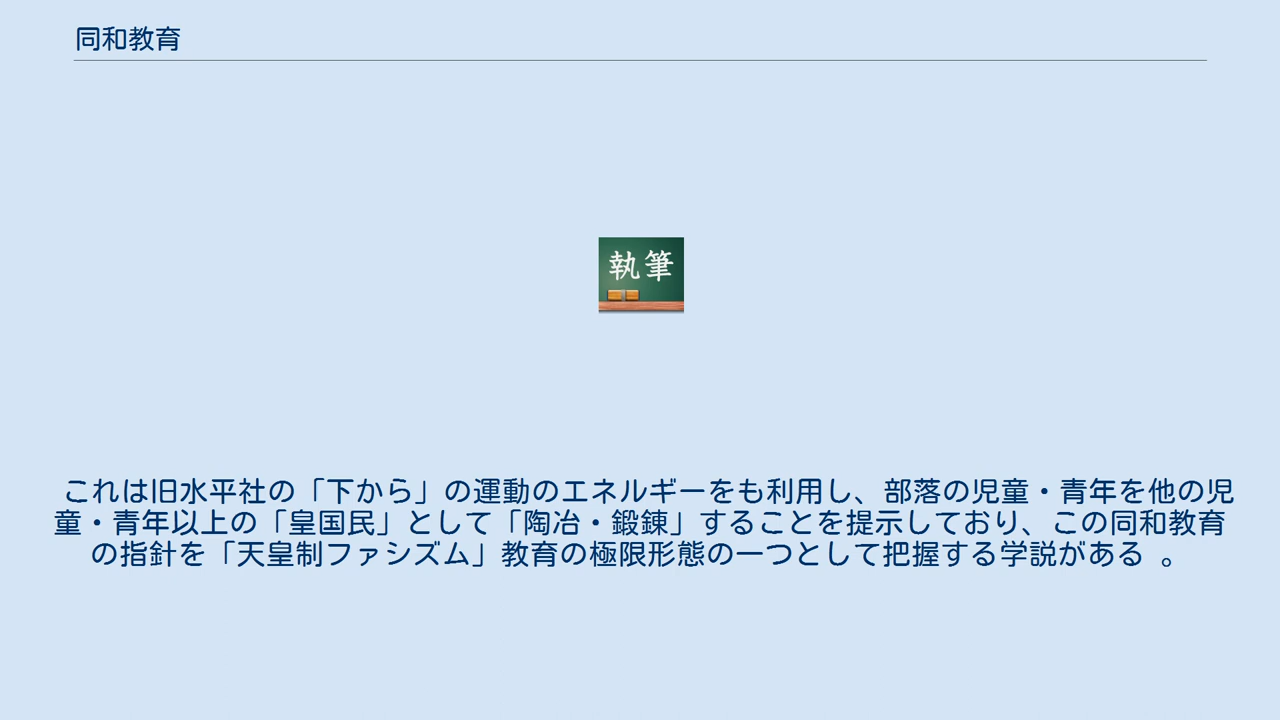 同和教育
執筆
これは旧水平社の「下から」の運動のエネルギーをも利用し、部落の児童・青年を他の児
童・青年以上の「皇国民」として「陶冶・鍛錬」することを提示しており、この同和教育
の指針を「天皇制ファシズム」教育の極限形態の一つとして把握する学説がある 。